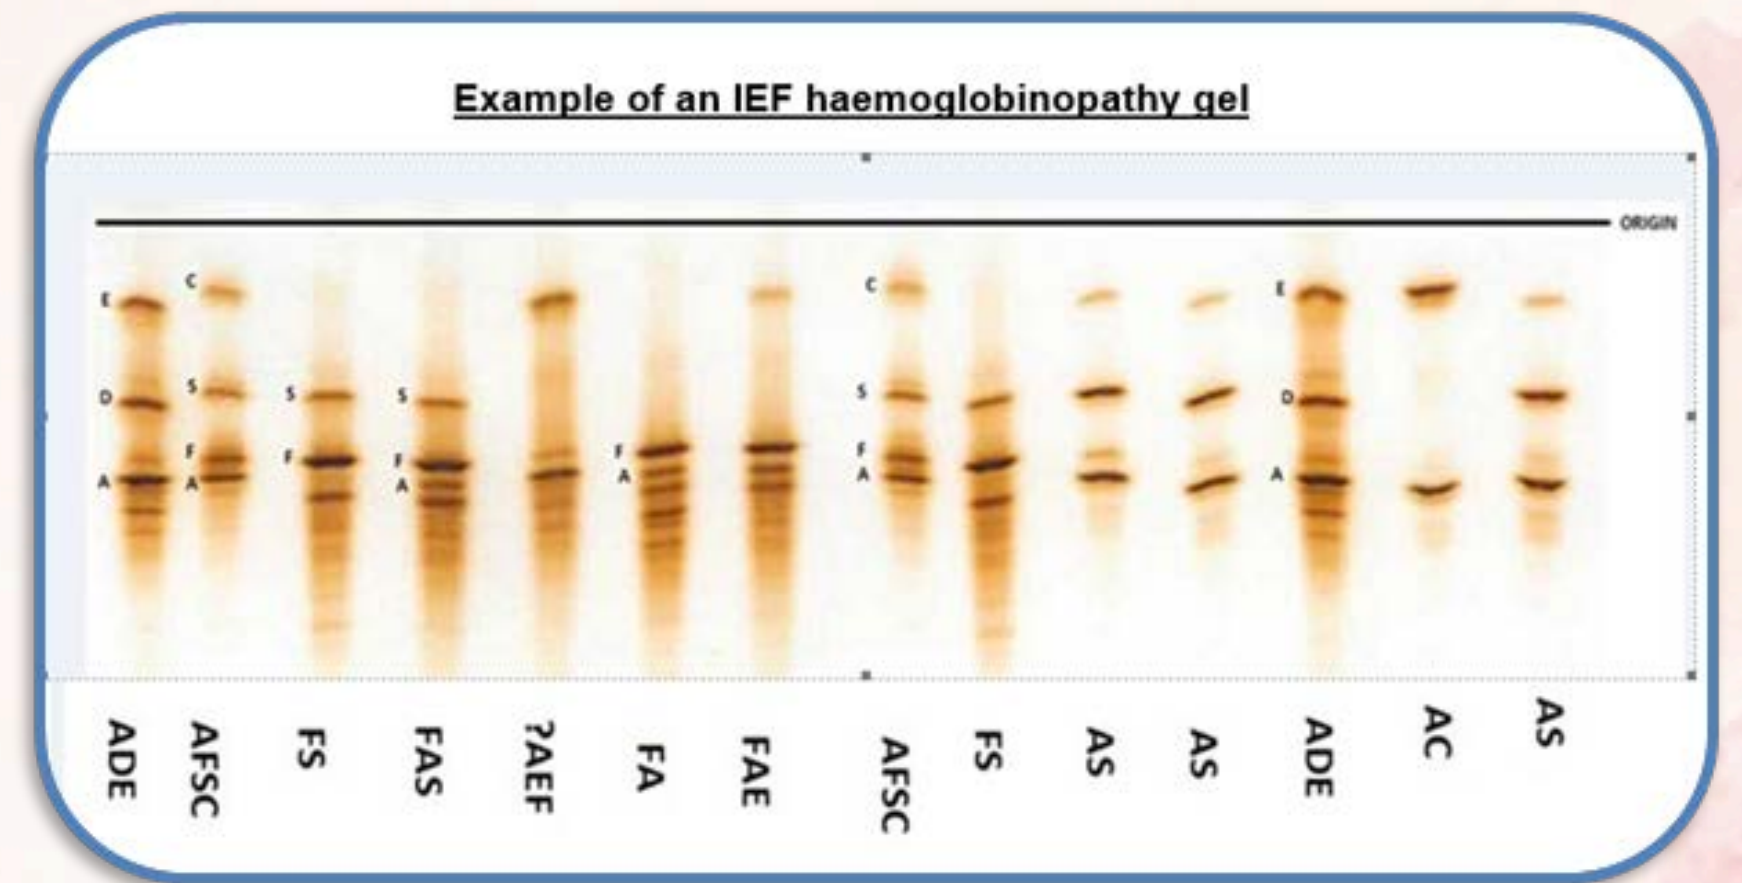 Example of an IEF haemoglobinopathy gel
ORIGIN
E
D
A
C
S
F
A
S
F
S
F
A
F
A
C
S
F
A
E
D
A
ADE
AFSC
FS
FAS
?AEF
FA
FAE
AFSC
FS
AS
AS
ADE
AC
AS